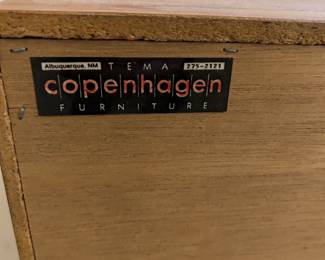 Albuquerque, NM TEMA 275-2121
copenhagen
FURNITURE